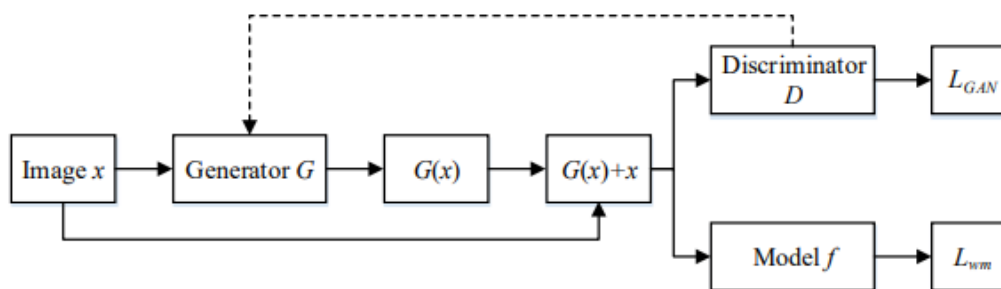 Image x
Generator G
G(x)
G(x)+x
Discriminator
D
L_GAN
Model f
L_wm